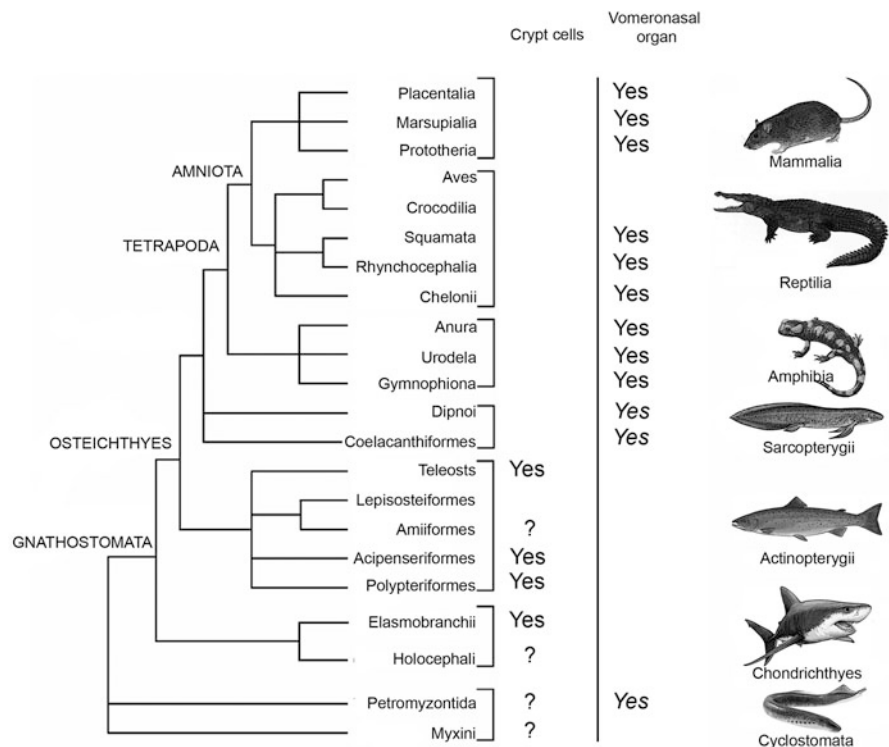 Crypt cells Vomeronasal
organ
Placentalia Yes
Marsupialia Yes
Prototheria Yes
Mammalia
AMNIOTA
Aves
Crocodilia
TETRAPODA
Squamata Yes
Rhynchocephalia Yes
Reptilia
Chelonii Yes
Anura Yes
Urodela Yes
Amphibia
Gymnophiona Yes
Dipnoi Yes
OSTEICHTHYES
Coelacanthiformes Yes
Sarcopterygii
Teleosts Yes
Lepisosteiformes
Amiiformes ?
GNATHOSTOMATA
Acipenseriformes Yes
Actinopterygii
Polypteriformes Yes
Elasmobranchii Yes
Holocephali ?
Chondrichthyes
Petromyzontida ? Yes
Myxini ?
Cyclostomata